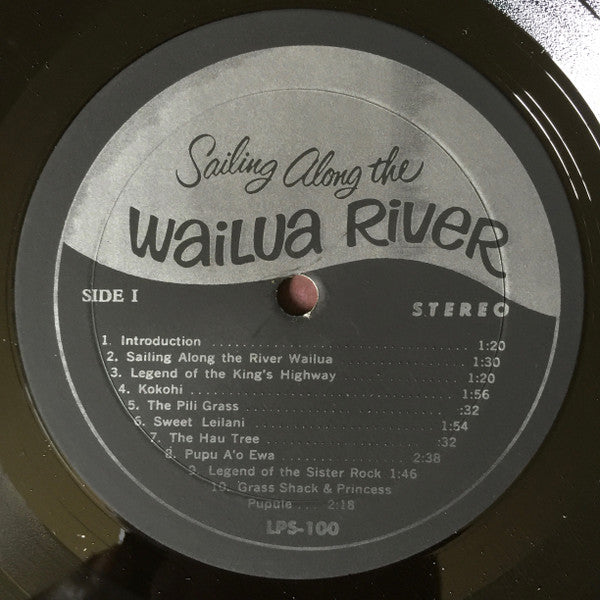 Sailing Along the
WAILUA RIVER
SIDE I
STEREO
1. Introduction ........ 1:20
2. Sailing Along the River Wailua ........ 1:30
3. Legend of the King's Highway ........ 1:20
4. Kokohi ........ 1:56
5. The Pili Grass ........ :32
6. Sweet Leilani ........ 1:54
7. The Hau Tree ........ :32
8. Pupu A'o Ewa ........ 2:38
9. Legend of the Sister Rock 1:46
10. Grass Shack & Princess
Pupule .... 2:18
LPS-100